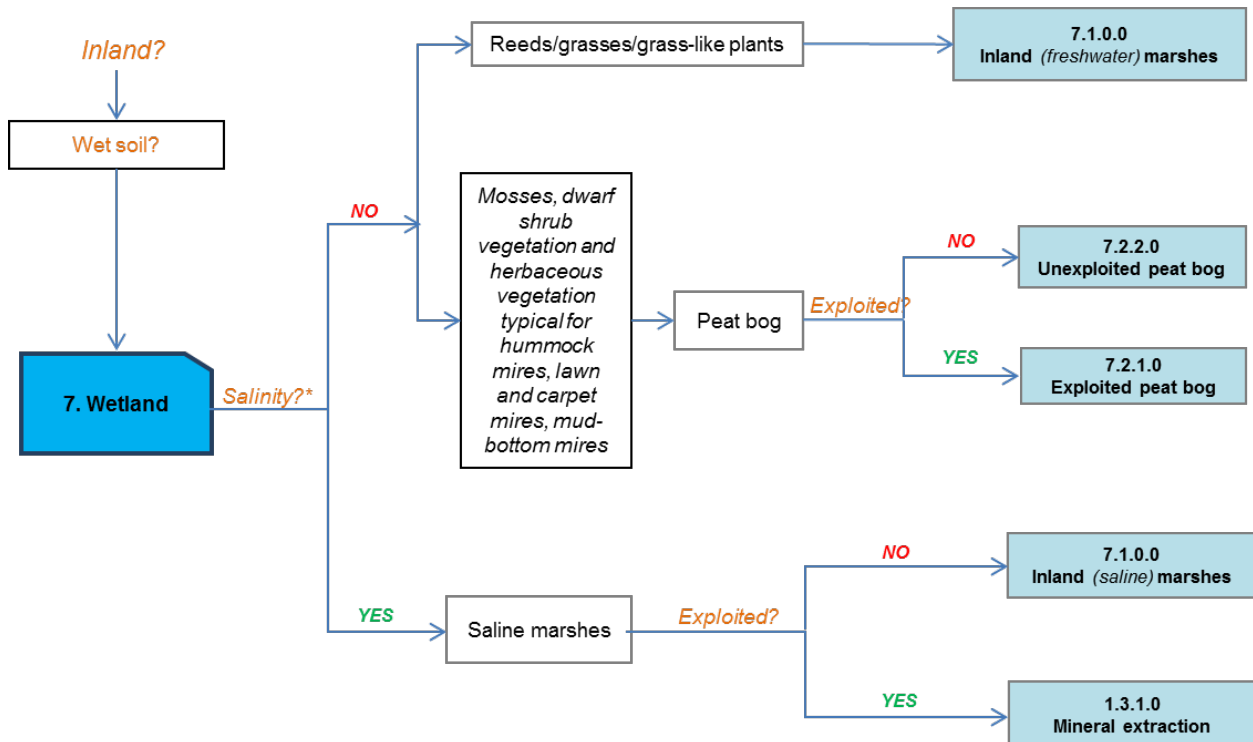 Inland?
Wet soil?
7. Wetland
Salinity?*
NO
Reeds/grasses/grass-like plants
7.1.0.0
Inland (freshwater) marshes
Mosses, dwarf
shrub
vegetation and
herbaceous
vegetation
typical for
hummock
mires, lawn
and carpet
mires, mud-
bottom mires
Peat bog
Exploited?
NO
7.2.2.0
Unexploited peat bog
YES
7.2.1.0
Exploited peat bog
YES
Saline marshes
Exploited?
NO
7.1.0.0
Inland (saline) marshes
YES
1.3.1.0
Mineral extraction